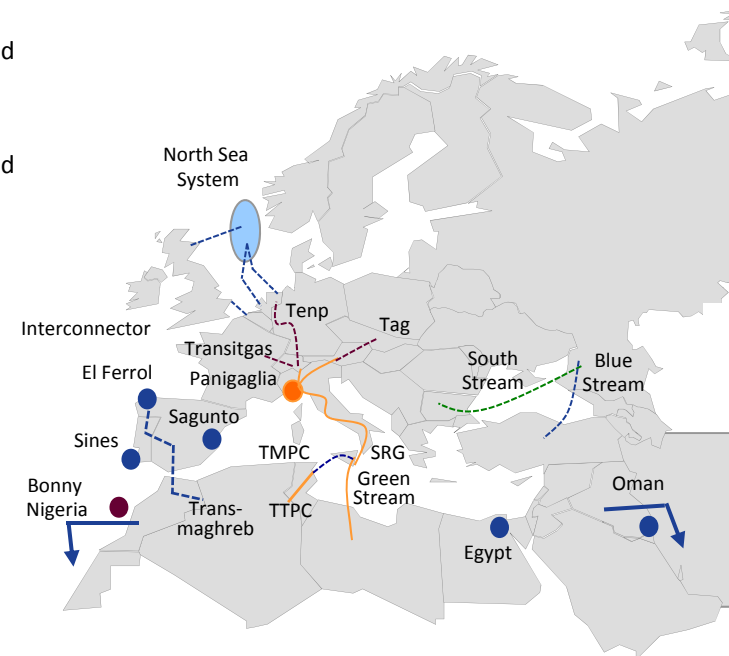 d
d
North Sea
System
Tenp
Tag
Interconnector
Transitgas
South
Stream
Blue
Stream
El Ferrol
Panigaglia
Sagunto
Sines
TMPC
SRG
Bonny
Nigeria
Green
Stream
Oman
Trans-
maghreb
TTPC
Egypt